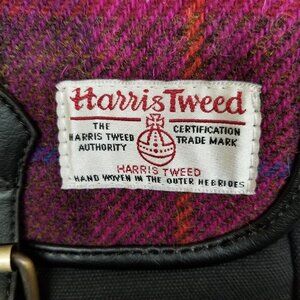 Harris Tweed
THE CERTIFICATION
HARRIS TWEED TRADE MARK
AUTHORITY
HARRIS TWEED
HAND WOVEN IN THE OUTER HEBRIDES